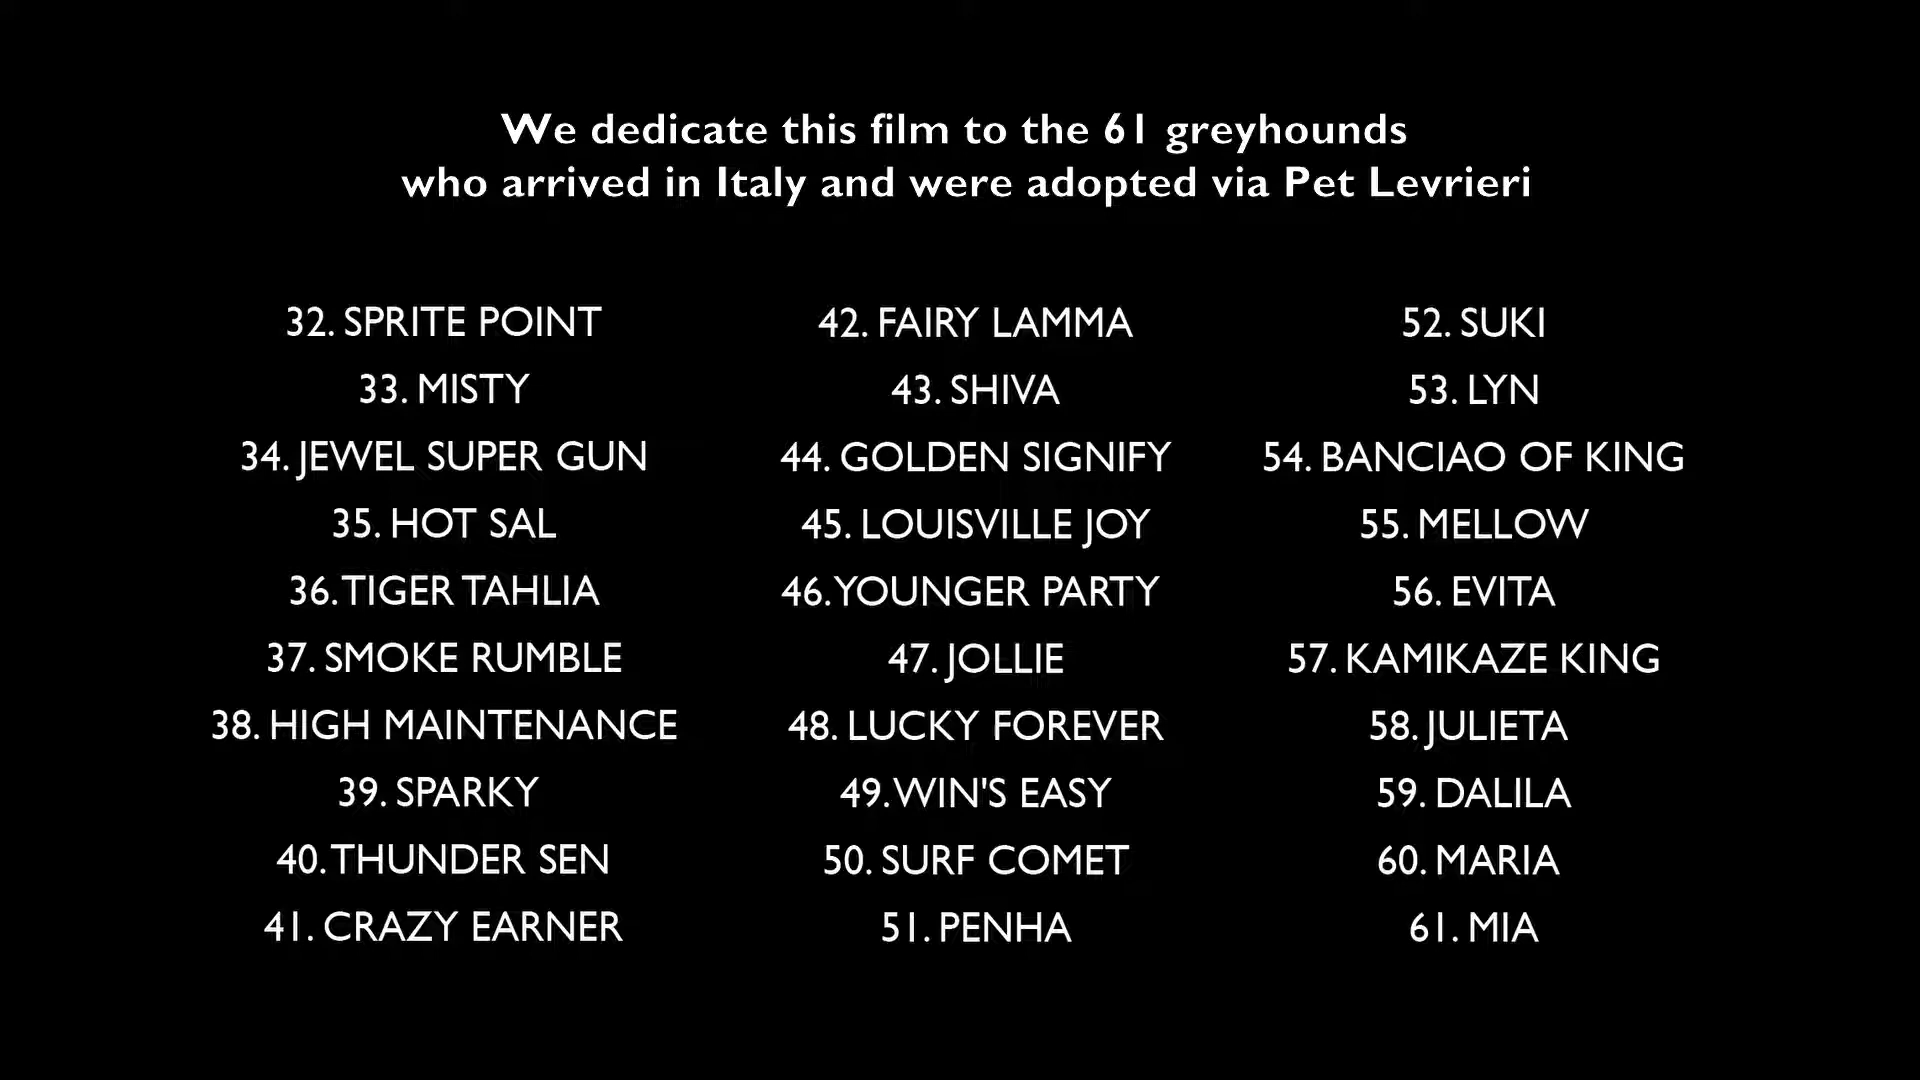 We dedicate this film to the 61 greyhounds
who arrived in Italy and were adopted via Pet Levrieri
32. SPRITE POINT
33. MISTY
34. JEWEL SUPER GUN
35. HOT SAL
36. TIGER TAHLIA
37. SMOKE RUMBLE
38. HIGH MAINTENANCE
39. SPARKY
40. THUNDER SEN
41. CRAZY EARNER
42. FAIRY LAMMA
43. SHIVA
44. GOLDEN SIGNIFY
45. LOUISVILLE JOY
46. YOUNGER PARTY
47. JOLLIE
48. LUCKY FOREVER
49. WIN'S EASY
50. SURF COMET
51. PENHA
52. SUKI
53. LYN
54. BANCIAO OF KING
55. MELLOW
56. EVITA
57. KAMIKAZE KING
58. JULIETA
59. DALILA
60. MARIA
61. MIA